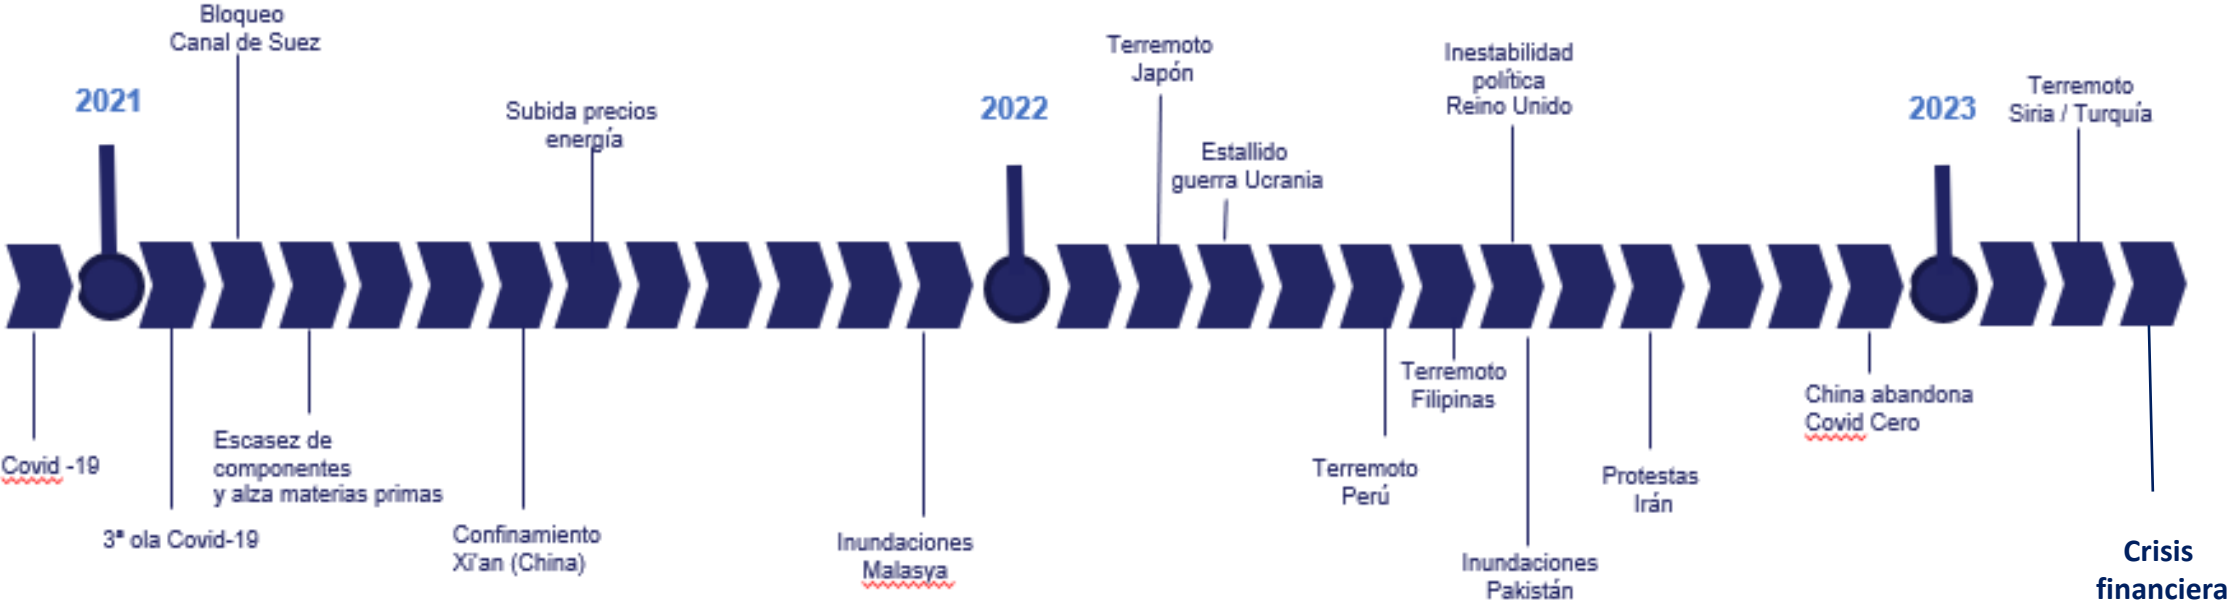 Bloqueo
Canal de Suez
2021
Subida precios
energía
2022
Terremoto
Japón
Estallido
guerra Ucrania
Inestabilidad
política
Reino Unido
2023
Terremoto
Siria / Turquía
Covid -19
3ª ola Covid-19
Escasez de
componentes
y alza materias primas
Confinamiento
Xi'an (China)
Inundaciones
Malasya
Terremoto
Perú
Terremoto
Filipinas
Inundaciones
Pakistán
Protestas
Irán
China abandona
Covid Cero
Crisis
financiera